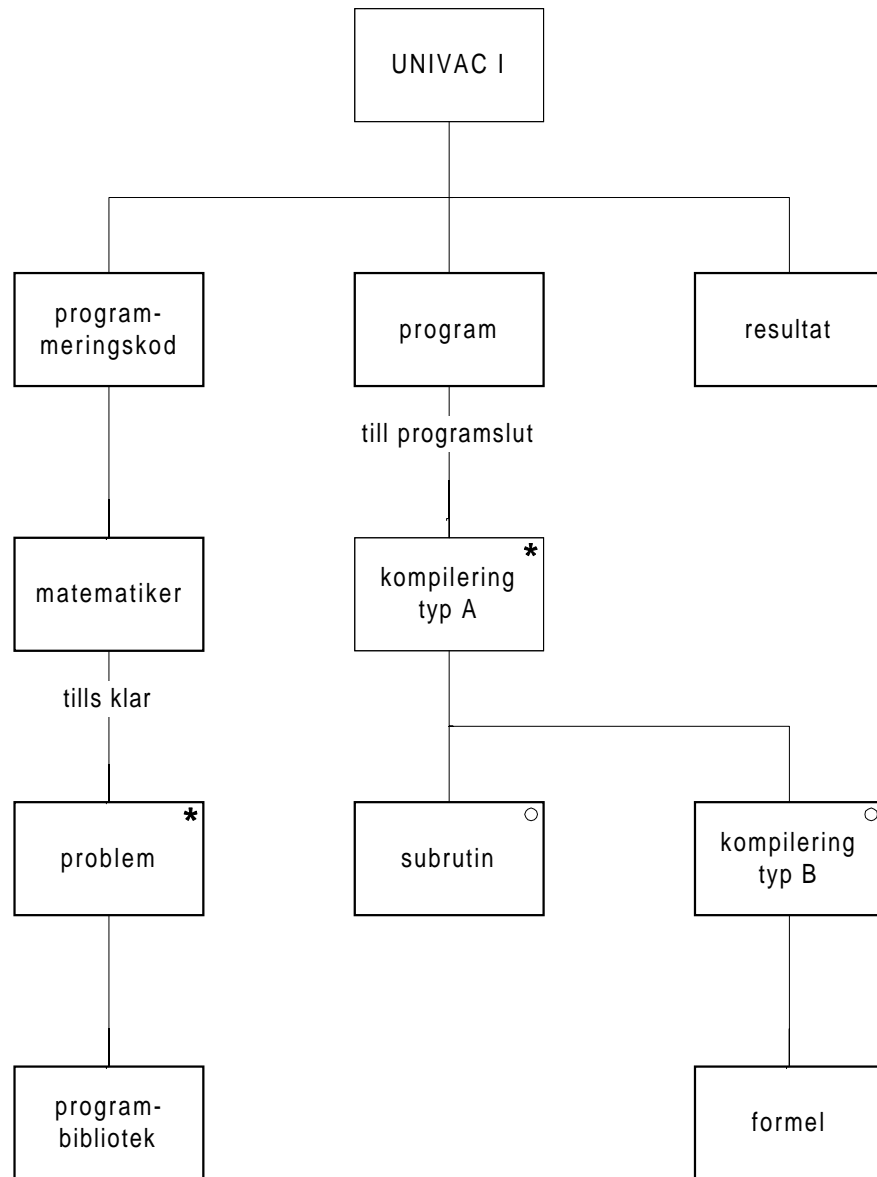 UNIVAC I
program-
meringskod
program
resultat
till programslut
matematiker
*
kompilering
typ A
tills klar
*
problem
subrutin
kompilering
typ B
program-
bibliotek
formel